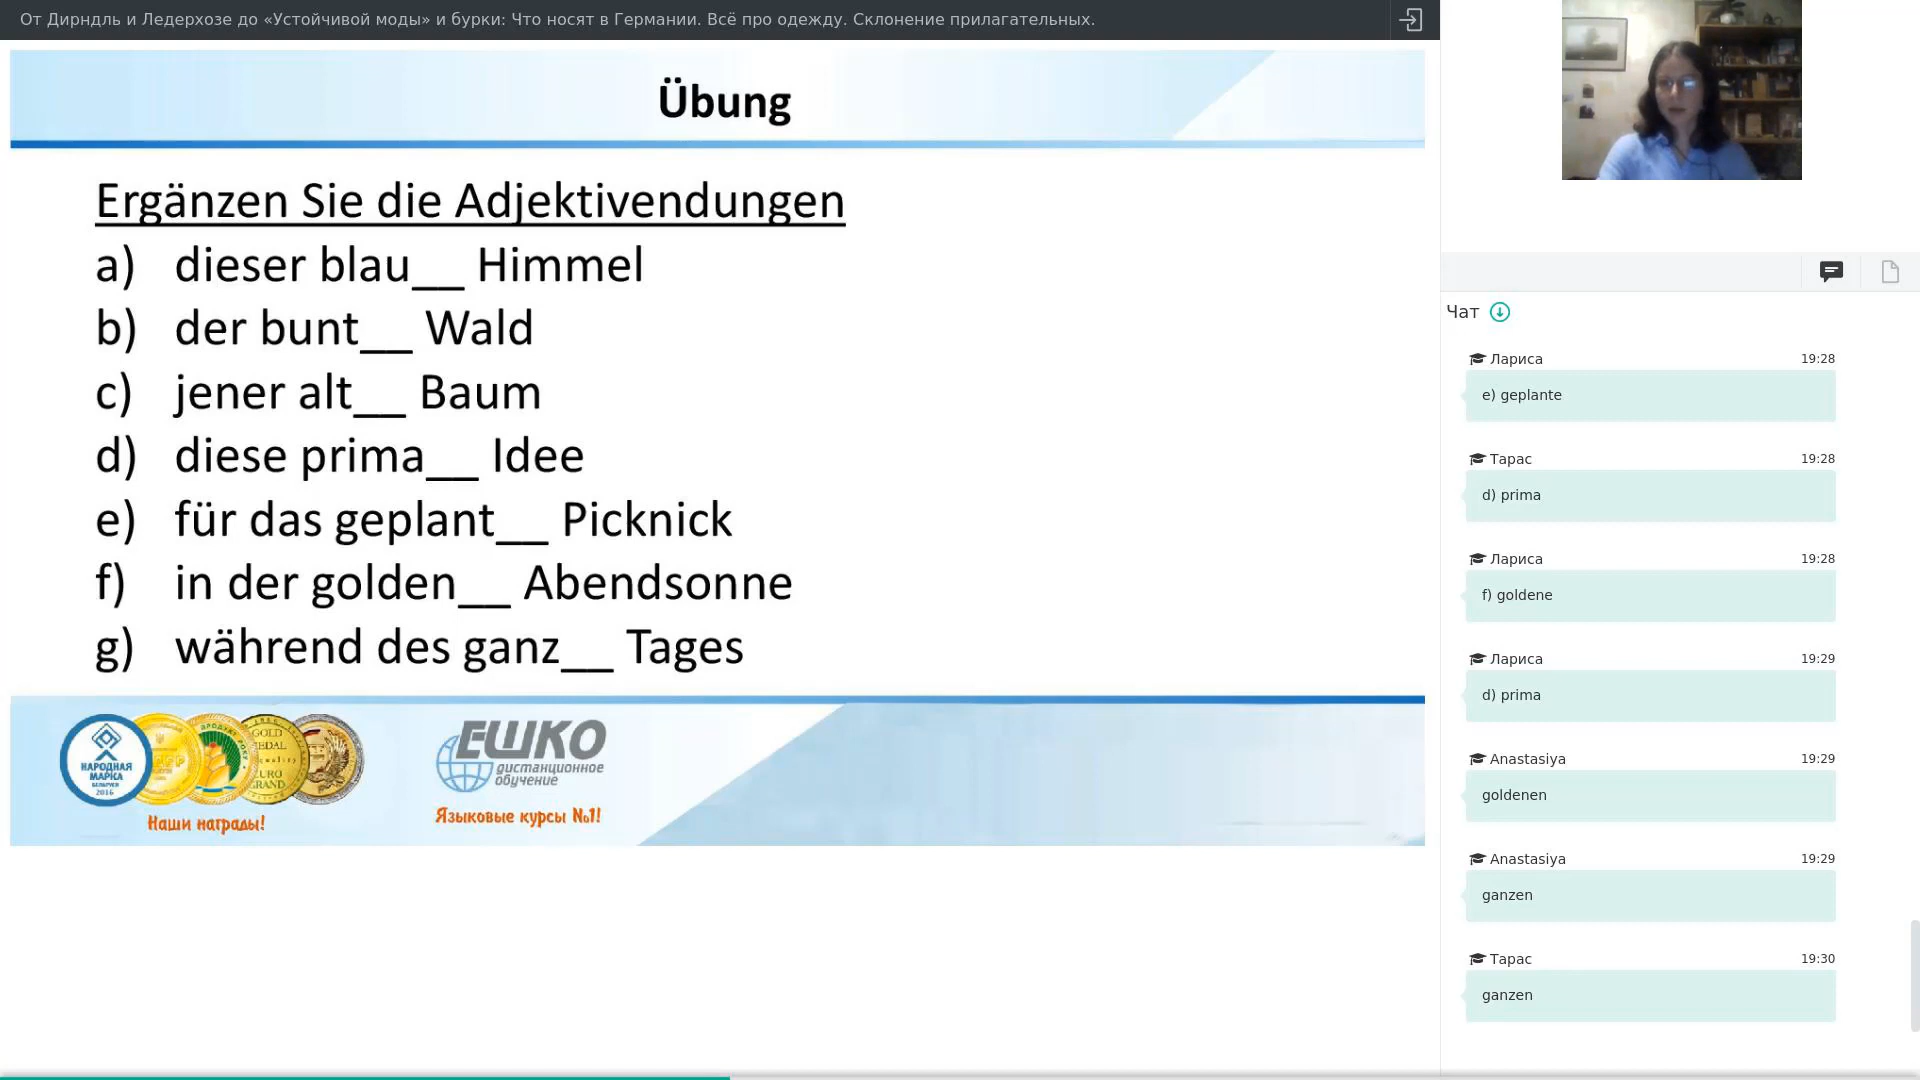 От Дирндль и Ледерхозе до «Устойчивой моды» и бурки: Что носят в Германии. Всё про одежду. Склонение прилагательных.
Übung
Ergänzen Sie die Adjektivendungen
a) dieser blau__ Himmel
b) der bunt__ Wald
c) jener alt__ Baum
d) diese prima__ Idee
e) für das geplant__ Picknick
f) in der golden__ Abendsonne
g) während des ganz__ Tages
НАРОДНАЯ
МАРКА
БЕЛАРУСИ
2016
GOLD
MEDAL
EURO
GRAND
Наши награды!
ЕШКО
дистанционное
обучение
Языковые курсы №1!
Чат
Лариса 19:28
e) geplante
Тарас 19:28
d) prima
Лариса 19:28
f) goldene
Лариса 19:29
d) prima
Anastasiya 19:29
goldenen
Anastasiya 19:29
ganzen
Тарас 19:30
ganzen